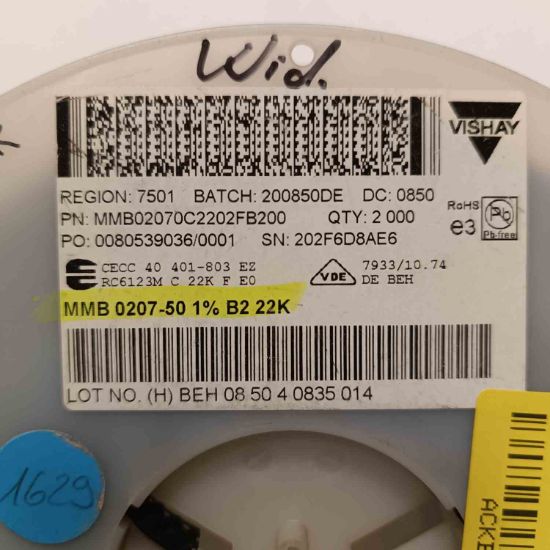 Wid.
VISHAY
REGION: 7501 BATCH: 200850DE DC: 0850
PN: MMB02070C2202FB200 QTY: 2 000
PO: 0080539036/0001 SN: 202F6D8AE6
RoHS
e3
Pb
Pb-free
CECC 40 401-803 EZ
RC6123M C 22K F E0
VDE
7933/10.74
DE BEH
MMB 0207-50 1% B2 22K
LOT NO. (H) BEH 08 50 4 0835 014
1629